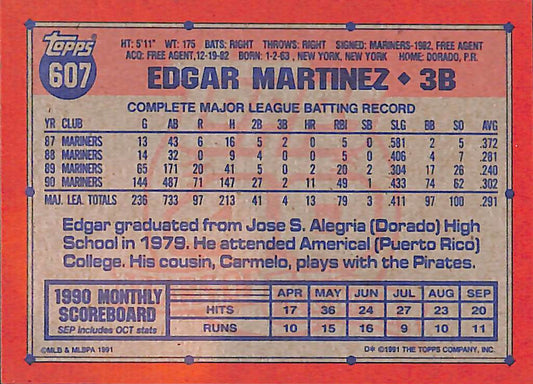 Topps
607
HT: 5'11" WT: 175 BATS: RIGHT THROWS: RIGHT SIGNED: MARINERS-1982, FREE AGENT
ACQ: FREE AGENT, 12-19-82 BORN: 1-2-63, NEW YORK, NEW YORK HOME: DORADO, P.R.
EDGAR MARTINEZ ♦ 3B
COMPLETE MAJOR LEAGUE BATTING RECORD
YR CLUB G AB R H 2B 3B HR RBI SB SLG BB SO AVG
87 MARINERS 13 43 6 16 5 2 0 5 0 .581 2 5 .372
88 MARINERS 14 32 0 9 4 0 0 5 0 .406 4 7 .281
89 MARINERS 65 171 20 41 5 0 2 20 2 .304 17 26 .240
90 MARINERS 144 487 71 147 27 2 11 49 1 .433 74 62 .302
MAJ. LEA. TOTALS 236 733 97 213 41 4 13 79 3 .411 97 100 .291
Edgar graduated from Jose S. Alegria (Dorado) High
School in 1979. He attended Americal (Puerto Rico)
College. His cousin, Carmelo, plays with the Pirates.
1990 MONTHLY
SCOREBOARD
SEP includes OCT stats
APR MAY JUN JUL AUG SEP
HITS 17 36 24 27 23 20
RUNS 10 15 16 9 10 11
©MLB & MLBPA 1991
D* ©1991 THE TOPPS COMPANY, INC.